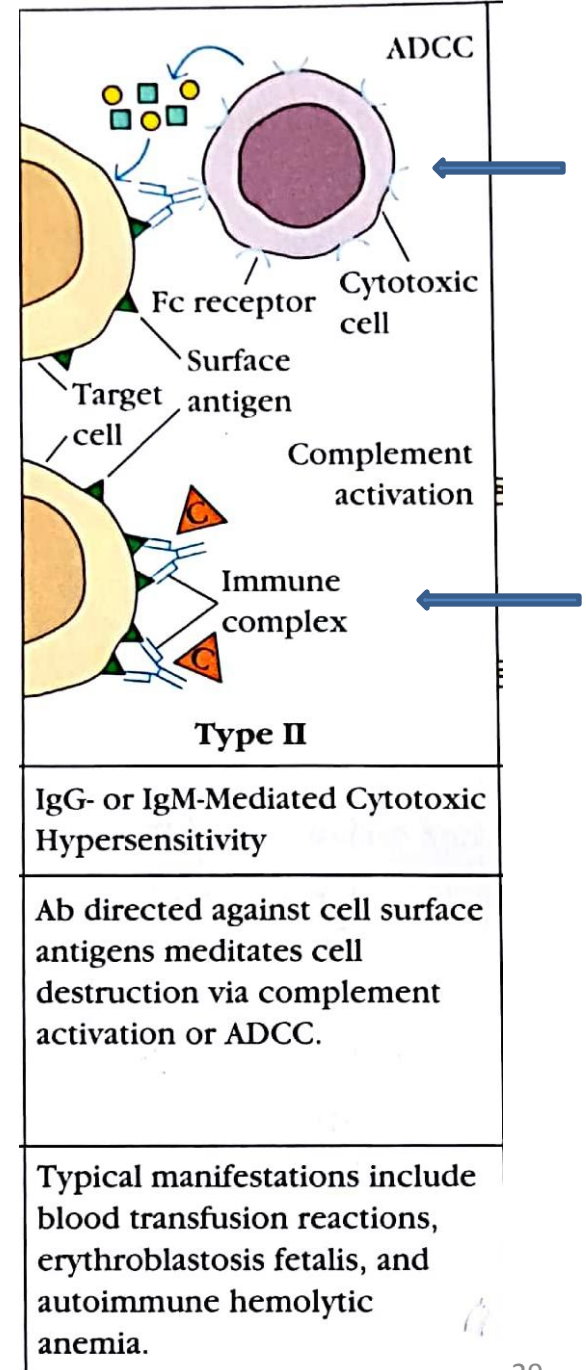 ADCC
Fc receptor
Cytotoxic
cell
Surface
antigen
Target
cell
Complement
activation
C
Immune
complex
C
Type II
IgG- or IgM-Mediated Cytotoxic
Hypersensitivity
Ab directed against cell surface
antigens meditates cell
destruction via complement
activation or ADCC.
Typical manifestations include
blood transfusion reactions,
erythroblastosis fetalis, and
autoimmune hemolytic
anemia.